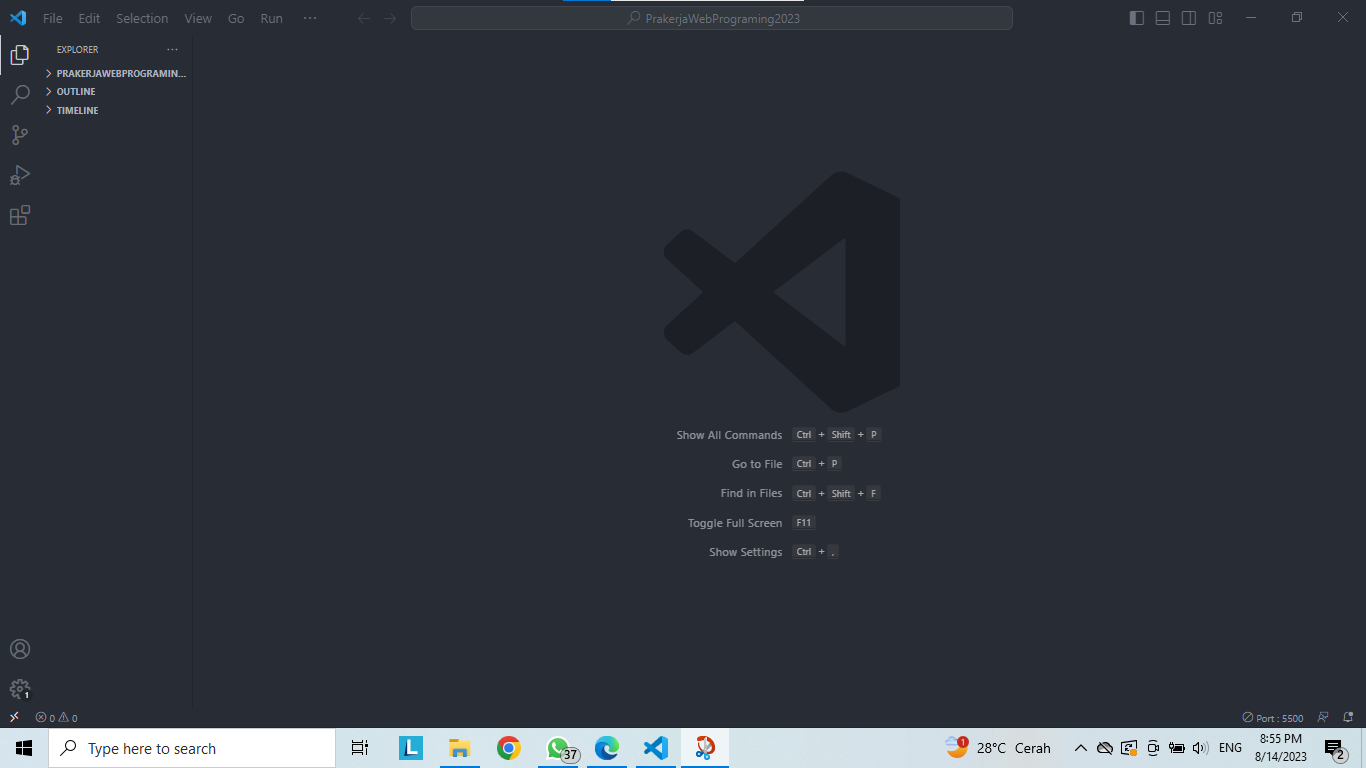 File Edit Selection View Go Run ···
PrakerjaWebPrograming2023
EXPLORER ···
PRAKERJAWEBPROGRAMIN...
OUTLINE
TIMELINE
Show All Commands Ctrl + Shift + P
Go to File Ctrl + P
Find in Files Ctrl + Shift + F
Toggle Full Screen F11
Show Settings Ctrl + .
1
0 0
Port : 5500
Type here to search
L
37
1
28°C Cerah
ENG
8:55 PM
8/14/2023
2